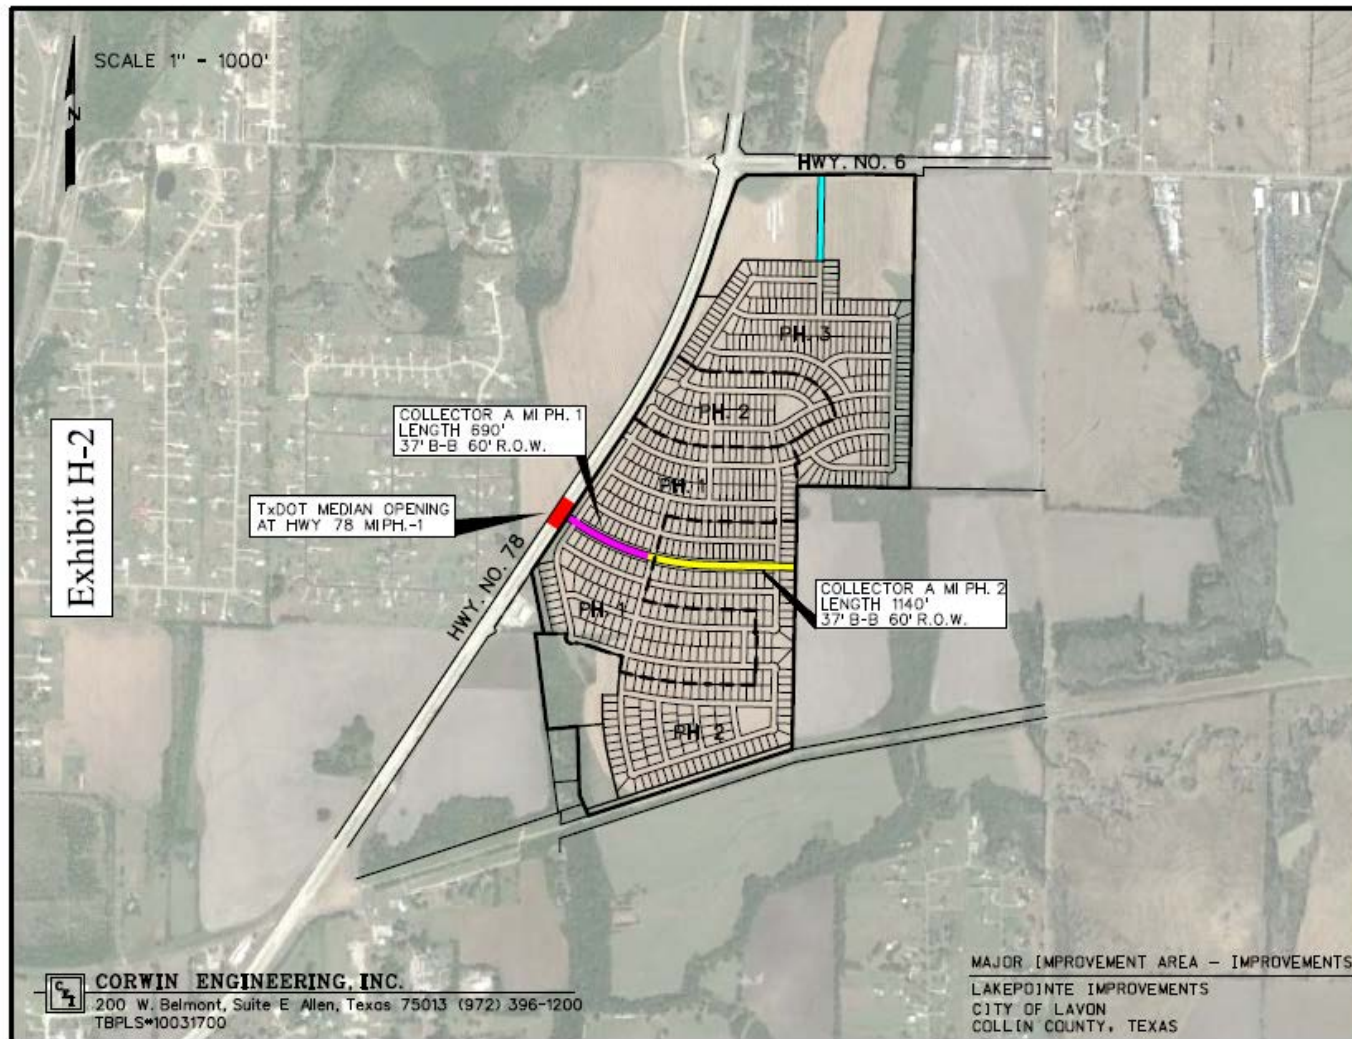 SCALE 1" - 1000'
N
HWY. NO. 6
PH. 3
COLLECTOR A MI PH. 1
LENGTH 690'
37' B-B 60' R.O.W.
PH. 2
Exhibit H-2
PH. 1
TxDOT MEDIAN OPENING
AT HWY 78 MIPH.-1
HWY. NO. 78
COLLECTOR A MI PH. 2
LENGTH 1140'
37' B-B 60' R.O.W.
PH. 1
PH. 2
MAJOR IMPROVEMENT AREA - IMPROVEMENTS
LAKEPOINTE IMPROVEMENTS
CITY OF LAVON
COLLIN COUNTY, TEXAS
CEI
CORWIN ENGINEERING, INC.
200 W. Belmont, Suite E Allen, Texas 75013 (972) 396-1200
TBPLS#10031700